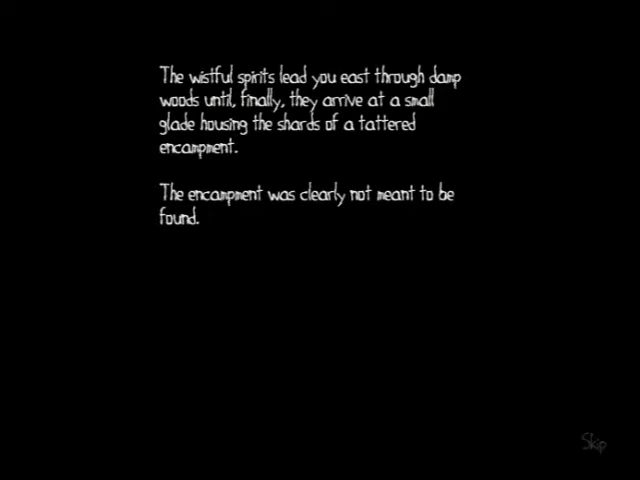 The wistful spirits lead you east through damp
woods until, finally, they arrive at a small
glade housing the shards of a tattered
encampment.
The encampment was clearly not meant to be
found.
Skip